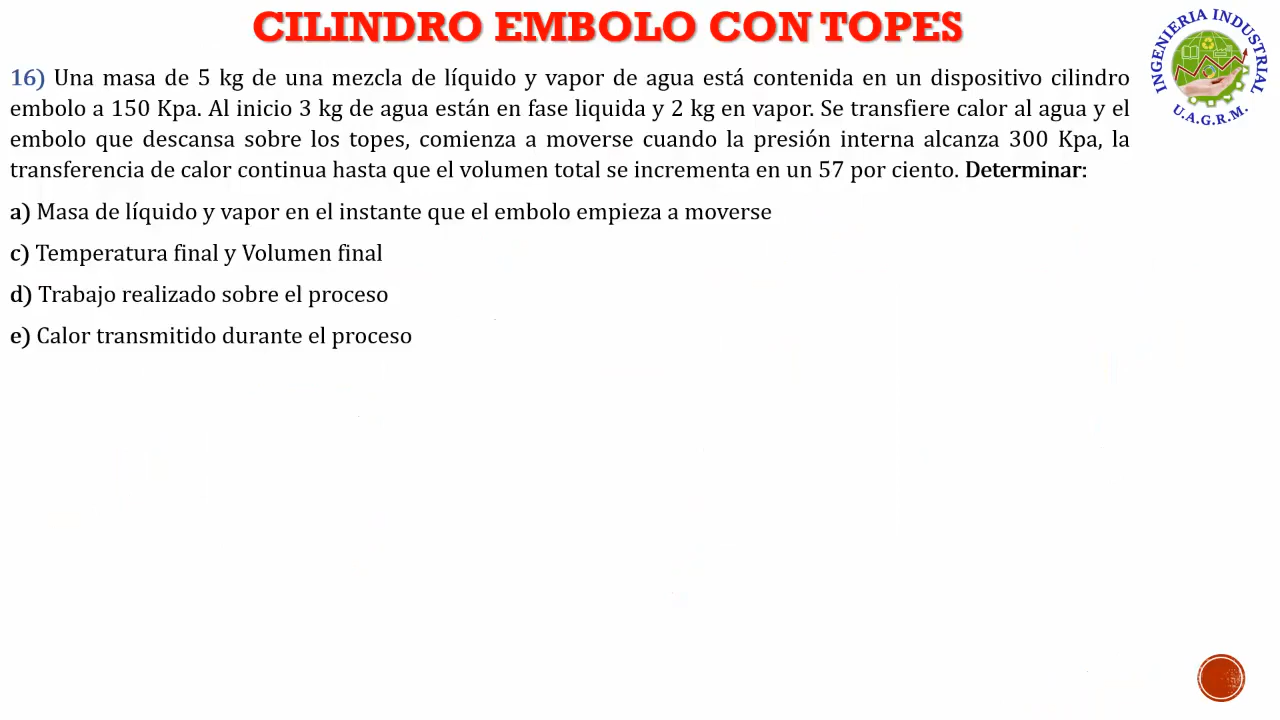 CILINDRO EMBOLO CON TOPES
16) Una masa de 5 kg de una mezcla de líquido y vapor de agua está contenida en un dispositivo cilindro
embolo a 150 Kpa. Al inicio 3 kg de agua están en fase liquida y 2 kg en vapor. Se transfiere calor al agua y el
embolo que descansa sobre los topes, comienza a moverse cuando la presión interna alcanza 300 Kpa, la
transferencia de calor continua hasta que el volumen total se incrementa en un 57 por ciento. Determinar:
a) Masa de líquido y vapor en el instante que el embolo empieza a moverse
c) Temperatura final y Volumen final
d) Trabajo realizado sobre el proceso
e) Calor transmitido durante el proceso
INGENIERIA INDUSTRIAL
U.A.G.R.M.